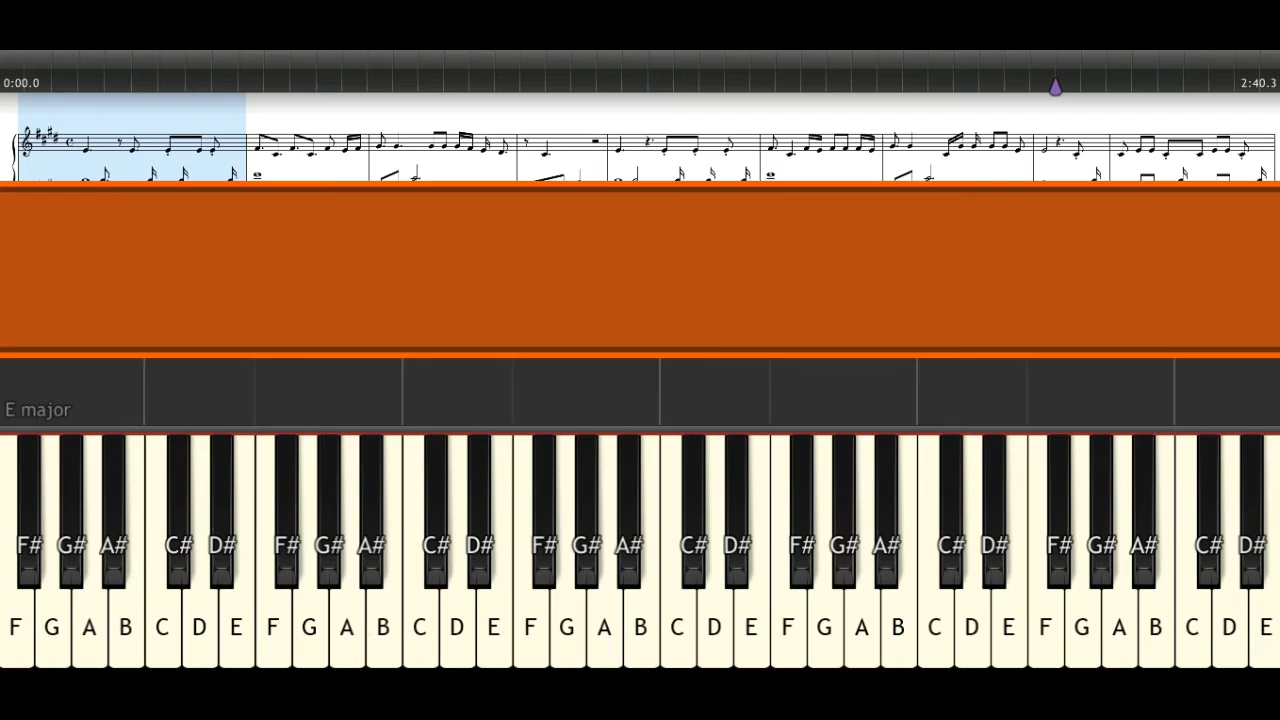 0:00.0 2:40.3
E major
F# G# A# C# D# F# G# A# C# D# F# G# A# C# D# F# G# A# C# D# F# G# A# C# D#
F G A B C D E F G A B C D E F G A B C D E F G A B C D E F G A B C D E